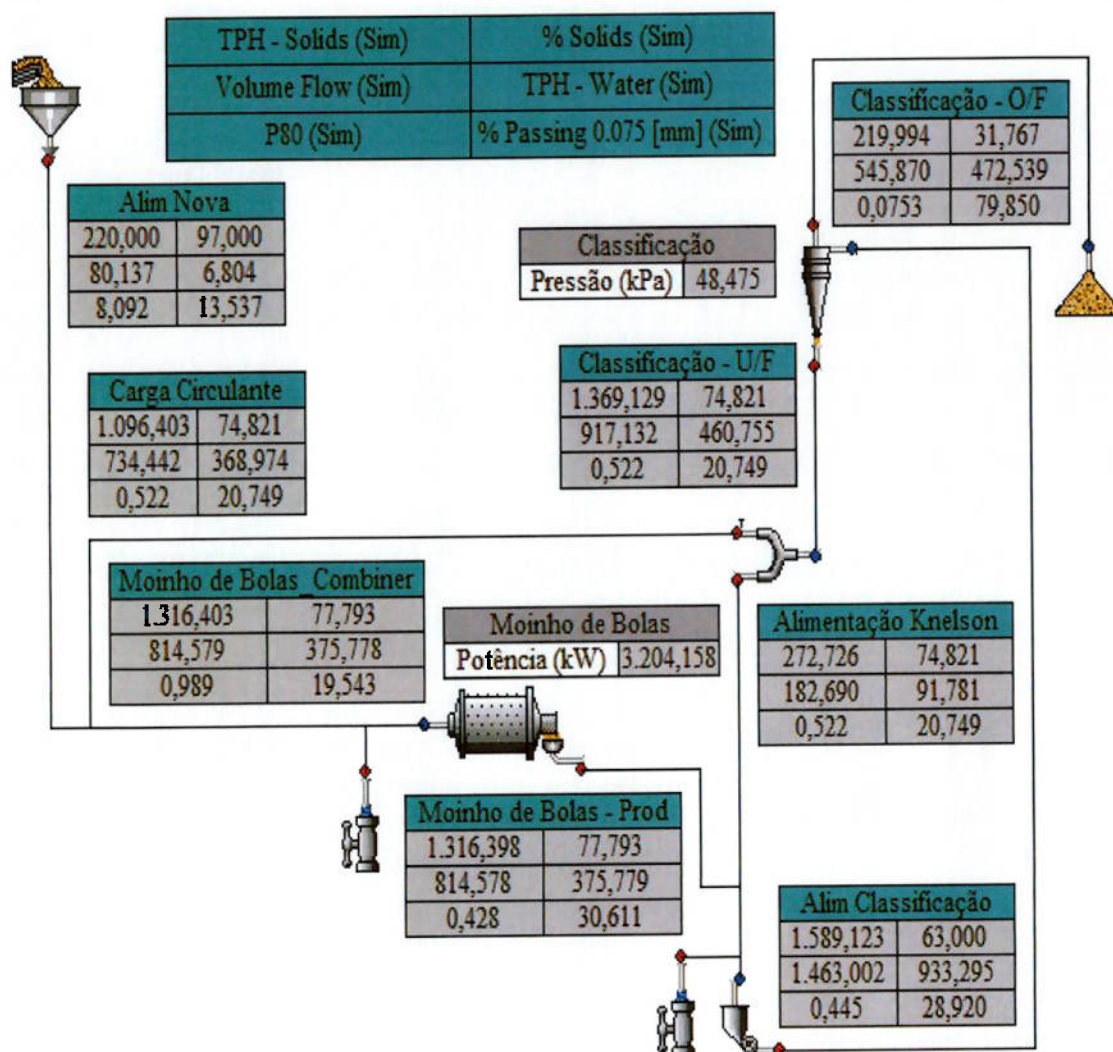 TPH - Solids (Sim) % Solids (Sim)
Volume Flow (Sim) TPH - Water (Sim)
P80 (Sim) % Passing 0.075 [mm] (Sim)
Classificação - O/F
219,994 31,767
545,870 472,539
0,0753 79,850
Alim Nova
220,000 97,000
80,137 6,804
8,092 13,537
Classificação
Pressão (kPa) 48,475
Classificação - U/F
1.369,129 74,821
917,132 460,755
0,522 20,749
Carga Circulante
1.096,403 74,821
734,442 368,974
0,522 20,749
Moinho de Bolas_Combiner
1.316,403 77,793
814,579 375,778
0,989 19,543
Moinho de Bolas
Potência (kW) 3.204,158
Alimentação Knelson
272,726 74,821
182,690 91,781
0,522 20,749
Moinho de Bolas - Prod
1.316,398 77,793
814,578 375,779
0,428 30,611
Alim Classificação
1.589,123 63,000
1.463,002 933,295
0,445 28,920